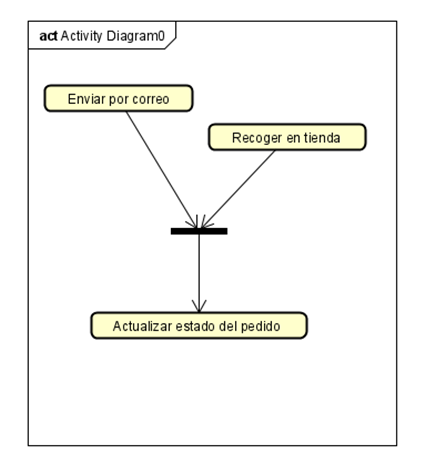 act Activity Diagram0
Enviar por correo
Recoger en tienda
Actualizar estado del pedido